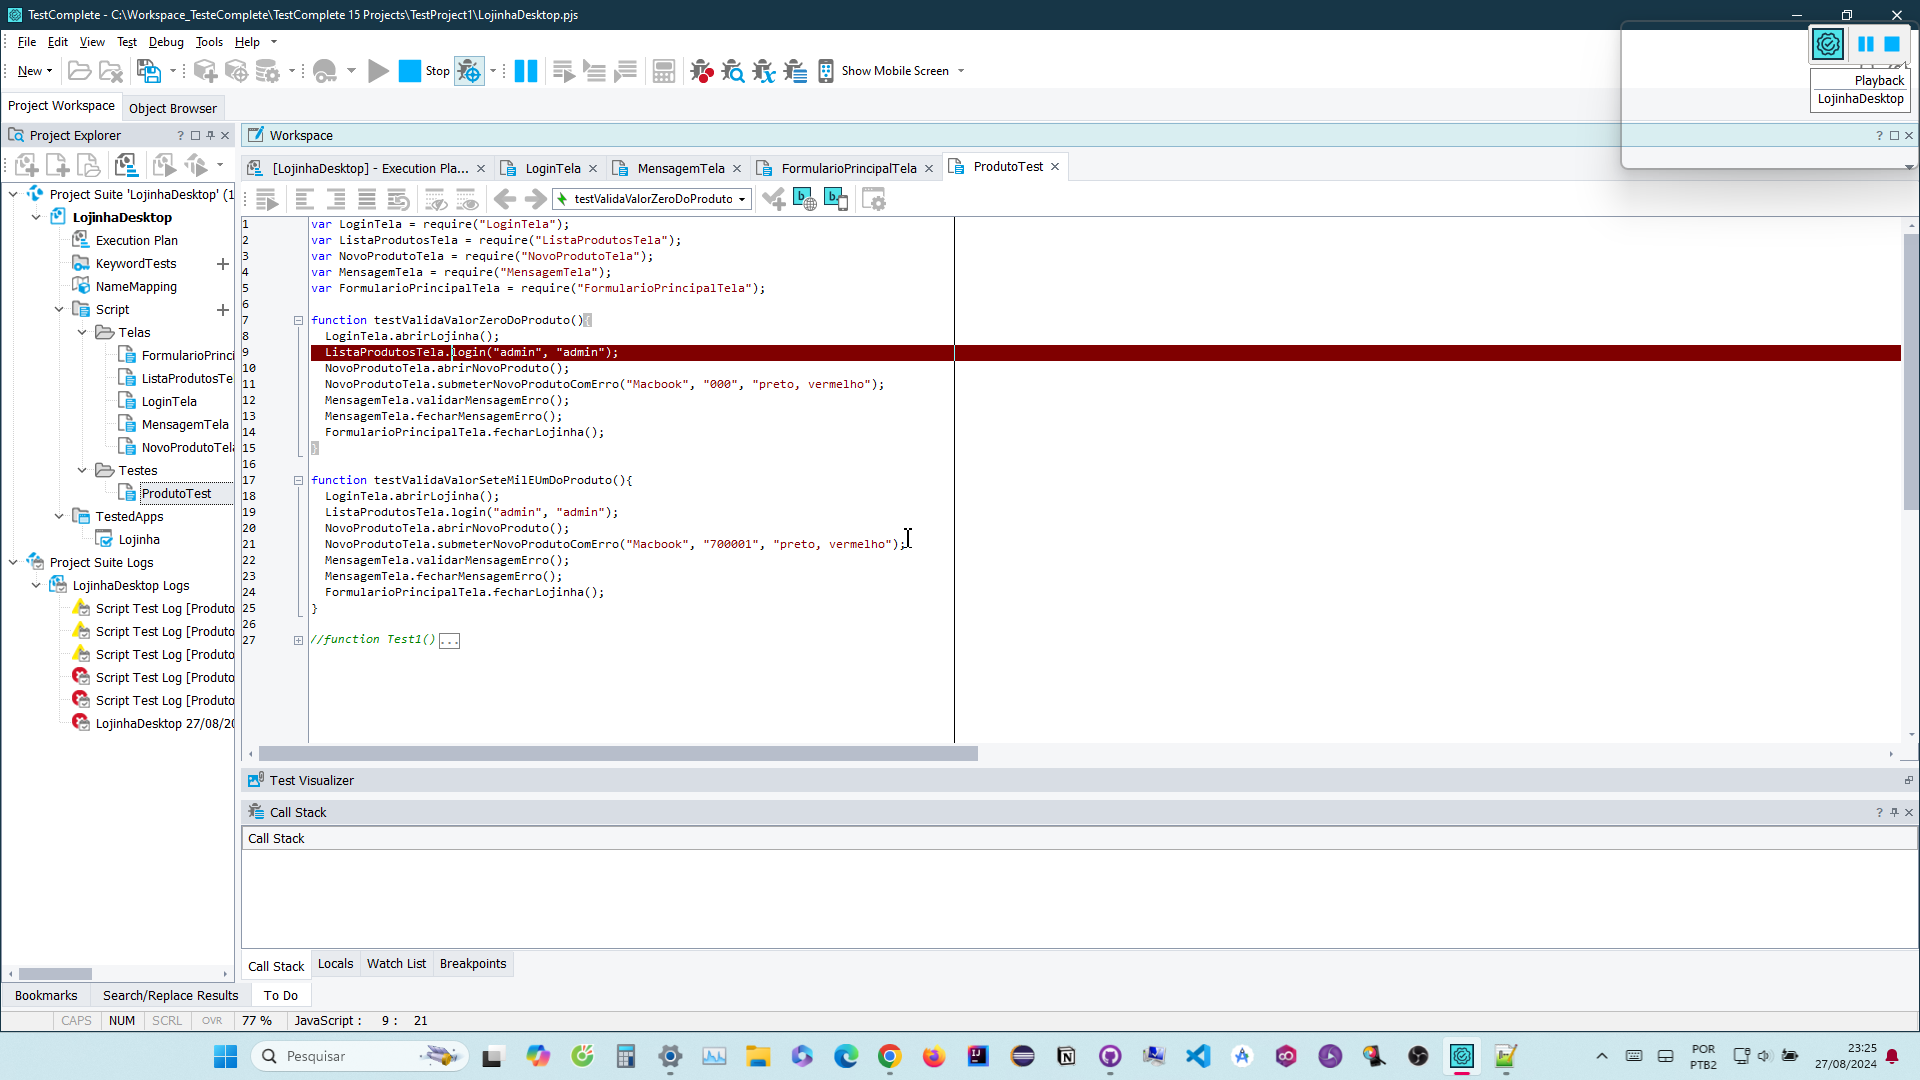 TestComplete - C:\Workspace_TesteComplete\TestComplete 15 Projects\TestProject1\LojinhaDesktop.pjs
File Edit View Test Debug Tools Help
New
Stop
Show Mobile Screen
Playback
LojinhaDesktop
Project Workspace
Object Browser
Project Explorer
Workspace
[LojinhaDesktop] - Execution Pla...
LoginTela
MensagemTela
FormularioPrincipalTela
ProdutoTest
testValidaValorZeroDoProduto
Project Suite 'LojinhaDesktop' (1
LojinhaDesktop
Execution Plan
KeywordTests
NameMapping
Script
Telas
FormularioPrinci
ListaProdutosTe
LoginTela
MensagemTela
NovoProdutoTela
Testes
ProdutoTest
TestedApps
Lojinha
Project Suite Logs
LojinhaDesktop Logs
Script Test Log [Produto
Script Test Log [Produto
Script Test Log [Produto
Script Test Log [Produto
Script Test Log [Produto
LojinhaDesktop 27/08/20
1 var LoginTela = require("LoginTela");
2 var ListaProdutosTela = require("ListaProdutosTela");
3 var NovoProdutoTela = require("NovoProdutoTela");
4 var MensagemTela = require("MensagemTela");
5 var FormularioPrincipalTela = require("FormularioPrincipalTela");
6
7 function testValidaValorZeroDoProduto(){
8 LoginTela.abrirLojinha();
9 ListaProdutosTela.login("admin", "admin");
10 NovoProdutoTela.abrirNovoProduto();
11 NovoProdutoTela.submeterNovoProdutoComErro("Macbook", "000", "preto, vermelho");
12 MensagemTela.validarMensagemErro();
13 MensagemTela.fecharMensagemErro();
14 FormularioPrincipalTela.fecharLojinha();
15 }
16
17 function testValidaValorSeteMilEUmDoProduto(){
18 LoginTela.abrirLojinha();
19 ListaProdutosTela.login("admin", "admin");
20 NovoProdutoTela.abrirNovoProduto();
21 NovoProdutoTela.submeterNovoProdutoComErro("Macbook", "700001", "preto, vermelho");
22 MensagemTela.validarMensagemErro();
23 MensagemTela.fecharMensagemErro();
24 FormularioPrincipalTela.fecharLojinha();
25 }
26
27 //function Test1() ...
Test Visualizer
Call Stack
Call Stack
Call Stack Locals Watch List Breakpoints
Bookmarks Search/Replace Results To Do
CAPS NUM SCRL OVR 77 % JavaScript : 9 : 21
Pesquisar
POR
PTB2
23:25
27/08/2024